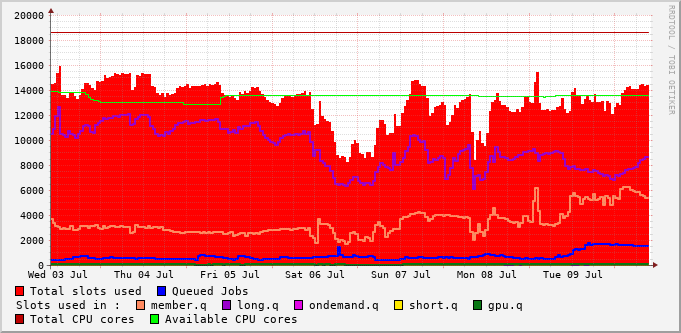 20000
18000
16000
14000
12000
10000
8000
6000
4000
2000
0
Wed 03 Jul Thu 04 Jul Fri 05 Jul Sat 06 Jul Sun 07 Jul Mon 08 Jul Tue 09 Jul
Total slots used Queued Jobs
Slots used in : member.q long.q ondemand.q short.q gpu.q
Total CPU cores Available CPU cores
RRDTOOL / TOBI OETIKER